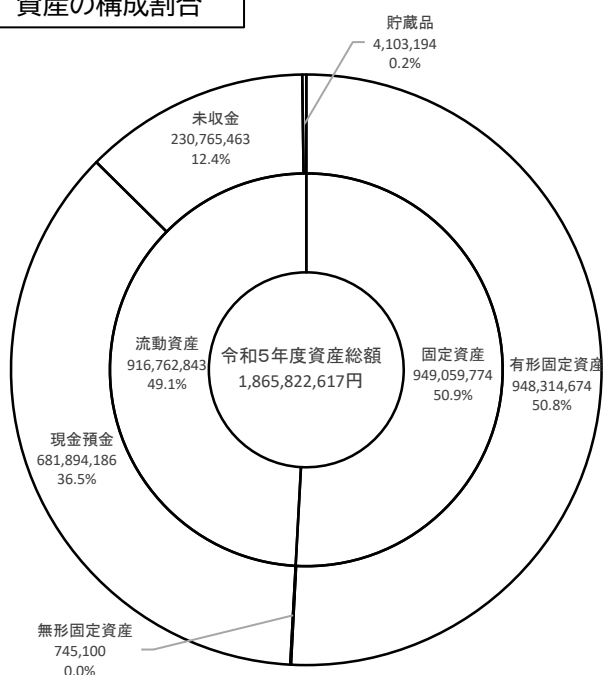 資産の構成割合
貯蔵品
4,103,194
0.2%
未収金
230,765,463
12.4%
流動資産
916,762,843
49.1%
令和5年度資産総額
1,865,822,617円
固定資産
949,059,774
50.9%
有形固定資産
948,314,674
50.8%
現金預金
681,894,186
36.5%
無形固定資産
745,100
0.0%